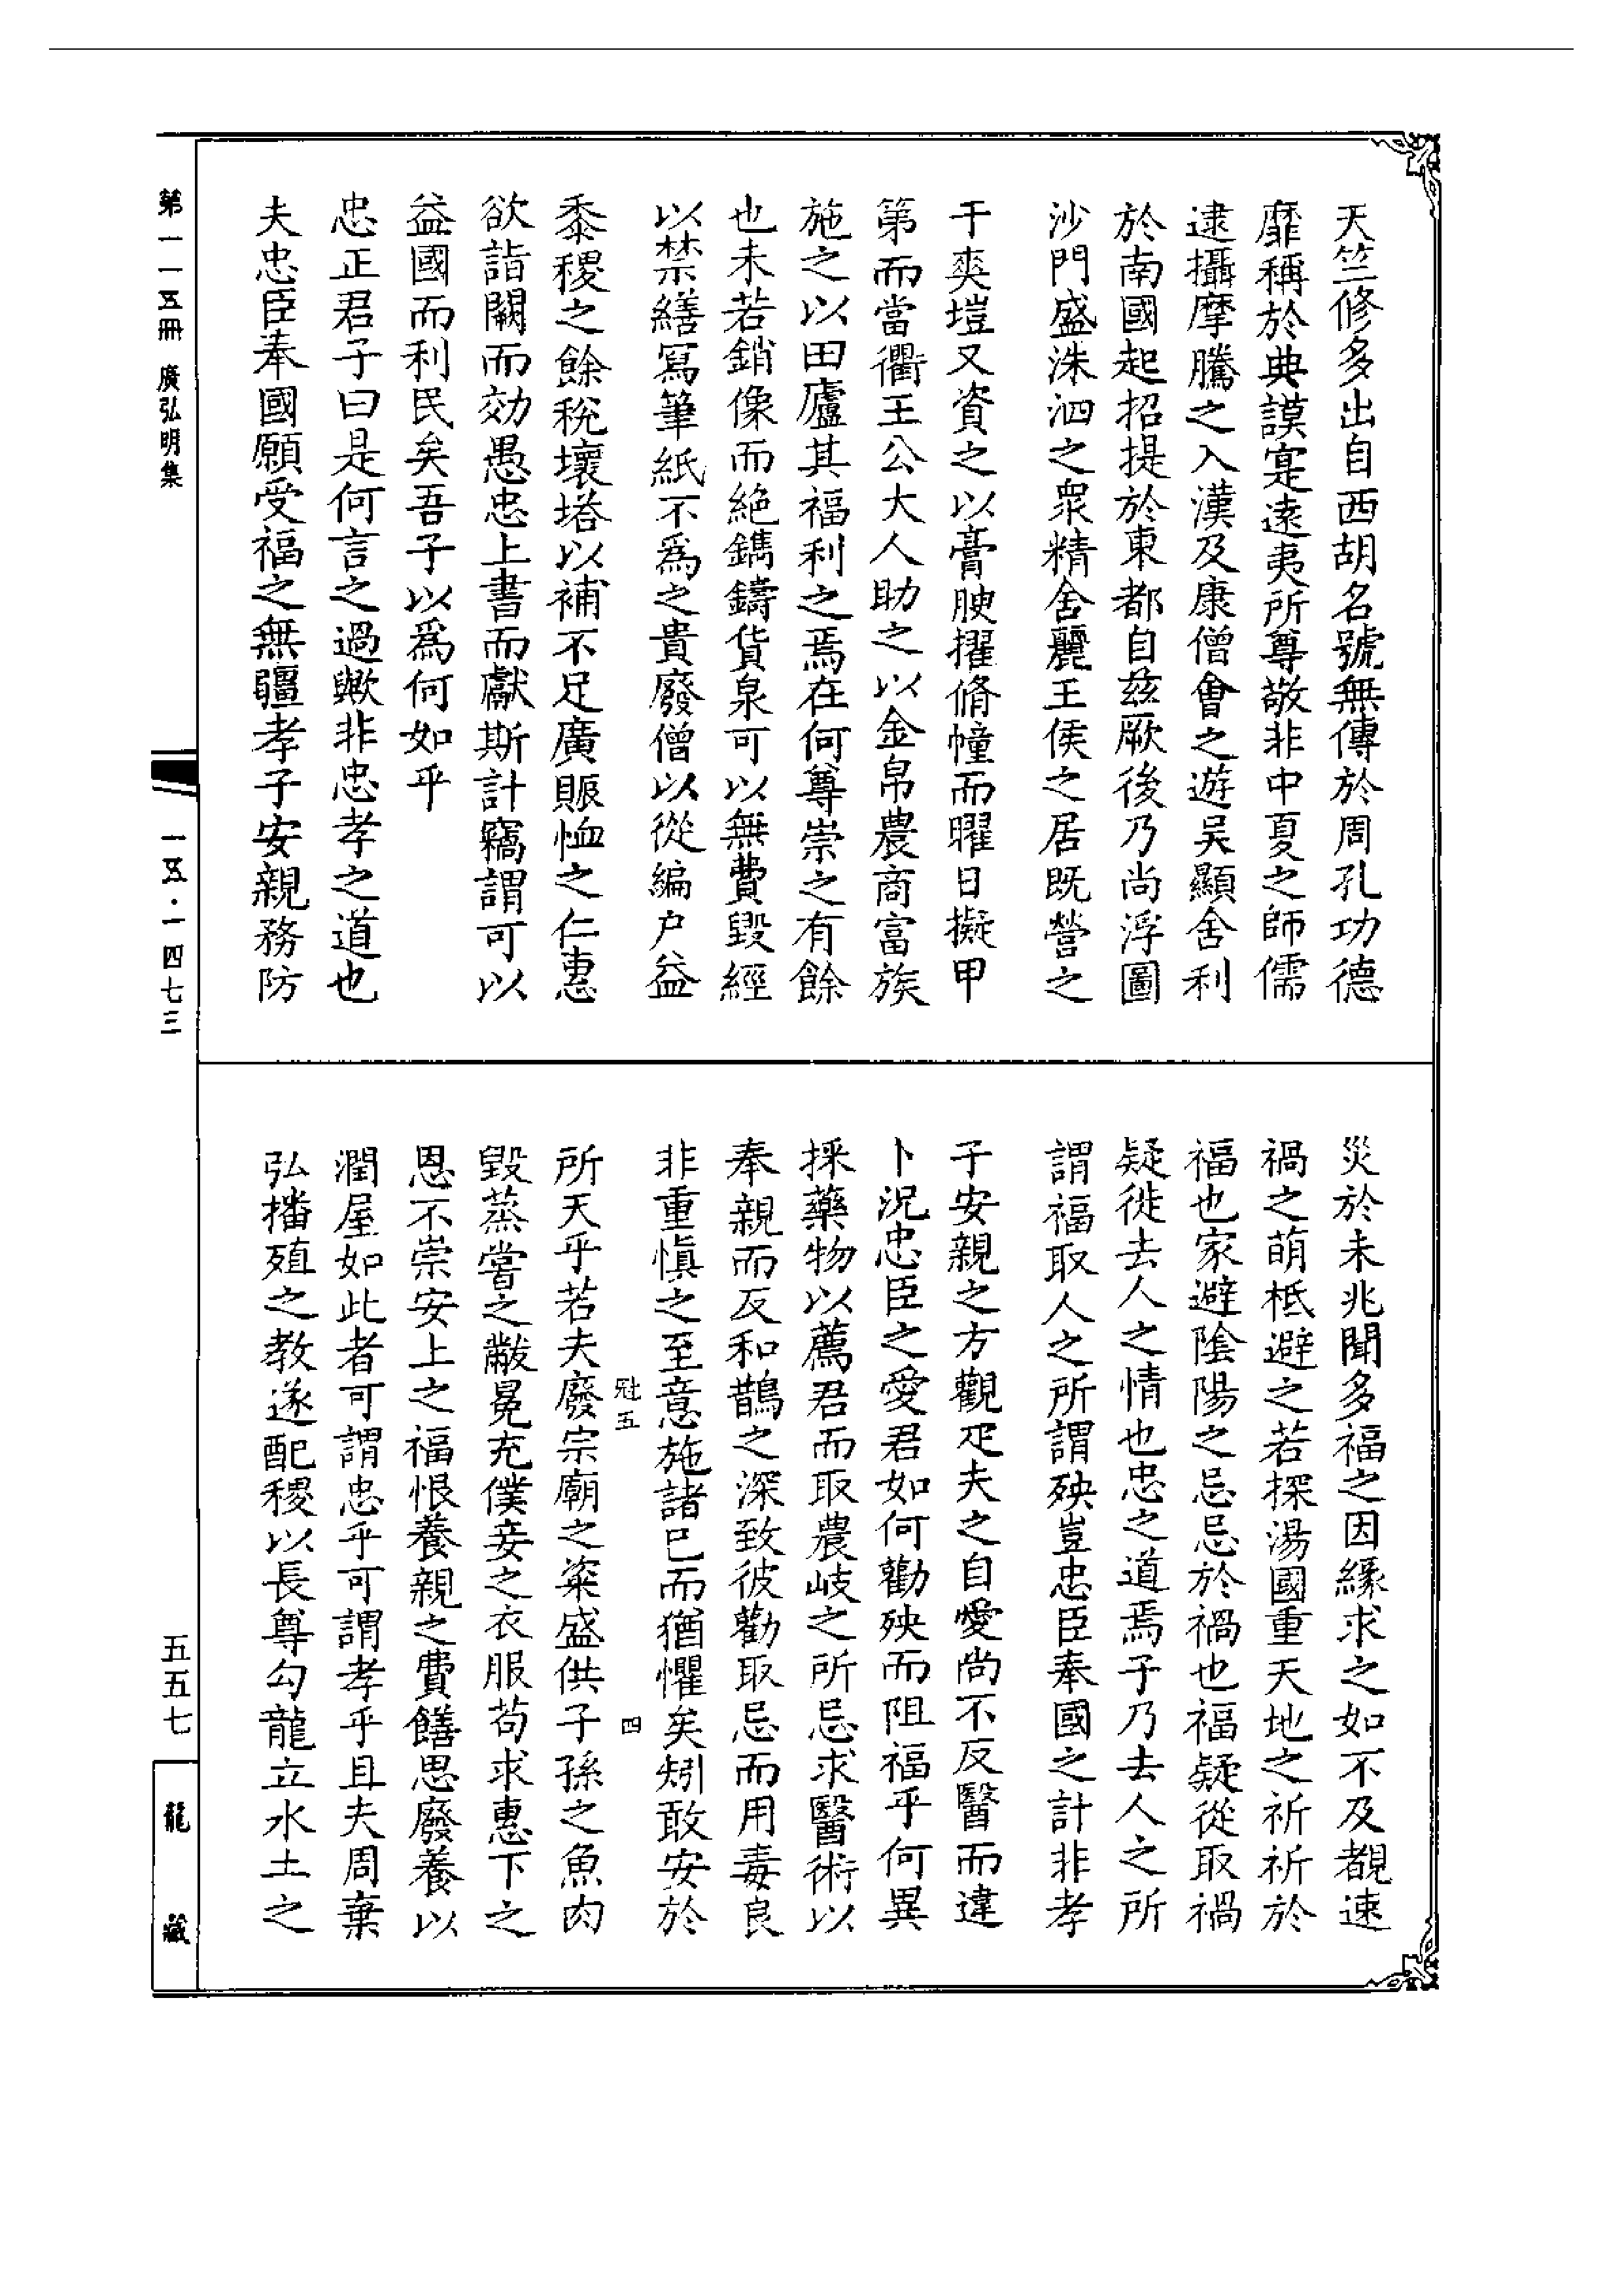 天竺修多出自西胡名號無傳於周孔功德
靡稱於典謨寔遠夷所尊敬非中夏之師儒
逮攝摩騰之入漢及康僧會之遊吳顯舍利
於南國起招提於東都自茲厥後乃尚浮圖
沙門盛洙泗之衆精舍麗王侯之居既營之
于爽塏又資之以膏腴擢脩幢而曜日擬甲
第而當衢王公大人助之以金帛農商富族
施之以田廬其福利之焉在何尊崇之有餘
也未若銷像而絶鐫鑄貨泉可以無費毀經
以禁繕寫筆紙不爲之貴廢僧以從編户益
黍稷之餘稅壞塔以補不足廣賑恤之仁惠
欲詣闕而効愚忠上書而獻斯計竊謂可以
益國而利民矣吾子以爲何如乎
忠正君子曰是何言之過歟非忠孝之道也
夫忠臣奉國願受福之無疆孝子安親務防
災於未兆聞多福之因緣求之如不及覩速
禍之萌柢避之若探湯國重天地之祈祈於
福也家避陰陽之忌忌於禍也福疑從取禍
疑徙去人之情也忠之道焉子乃去人之所
謂福取人之所謂殃豈忠臣奉國之計非孝
子安親之方觀疋夫之自愛尚不反醫而違
卜況忠臣之愛君如何勸殃而阻福乎何異
採藥物以薦君而取農岐之所忌求醫術以
奉親而反和鵲之深致彼勸取忌而用毒良
非重愼之至意施諸已而猶懼矣矧敢安於
五 四
所天乎若夫廢宗廟之粢盛供子孫之魚肉
毀蒸嘗之黻冕充僕妾之衣服苟求惠下之
恩不崇安上之福恨養親之費饍思廢養以
潤屋如此者可謂忠乎可謂孝乎且夫周棄
弘播殖之教遂配稷以長尊勾龍立水土之
第一一五冊 廣弘明集
一五·一四七三
五五七
龍藏